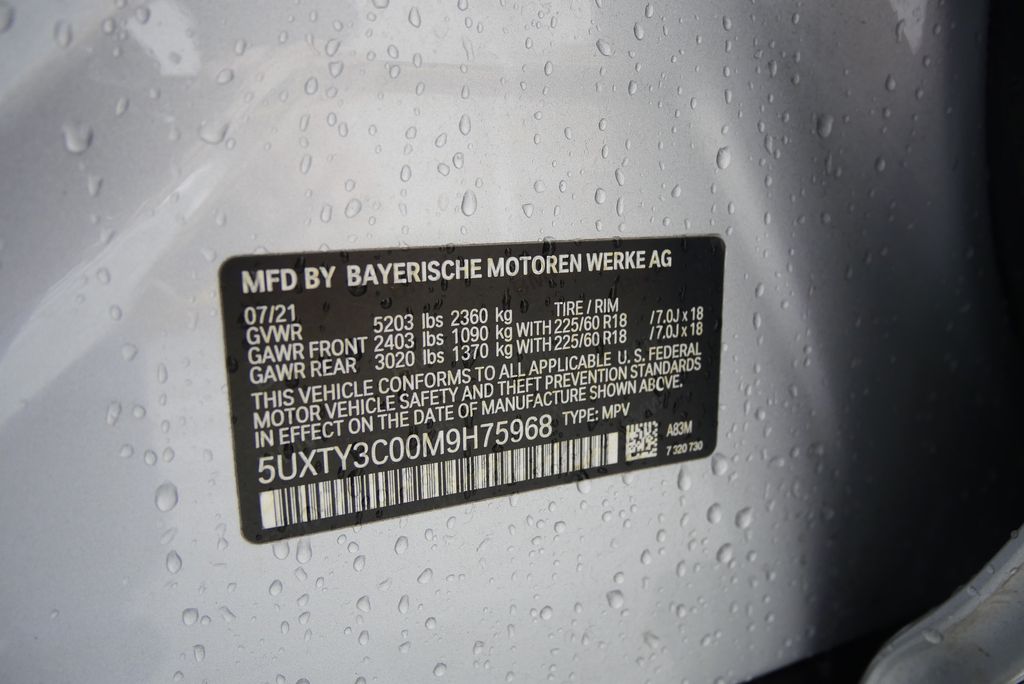 MFD BY BAYERISCHE MOTOREN WERKE AG
07/21 TIRE / RIM
GVWR 5203 lbs 2360 kg
GAWR FRONT 2403 lbs 1090 kg WITH 225/60 R18 /7.0J x 18
GAWR REAR 3020 lbs 1370 kg WITH 225/60 R18 /7.0J x 18
THIS VEHICLE CONFORMS TO ALL APPLICABLE U. S. FEDERAL
MOTOR VEHICLE SAFETY AND THEFT PREVENTION STANDARDS
IN EFFECT ON THE DATE OF MANUFACTURE SHOWN ABOVE.
5UXTY3C00M9H75968 TYPE: MPV
A83M
7 320 730